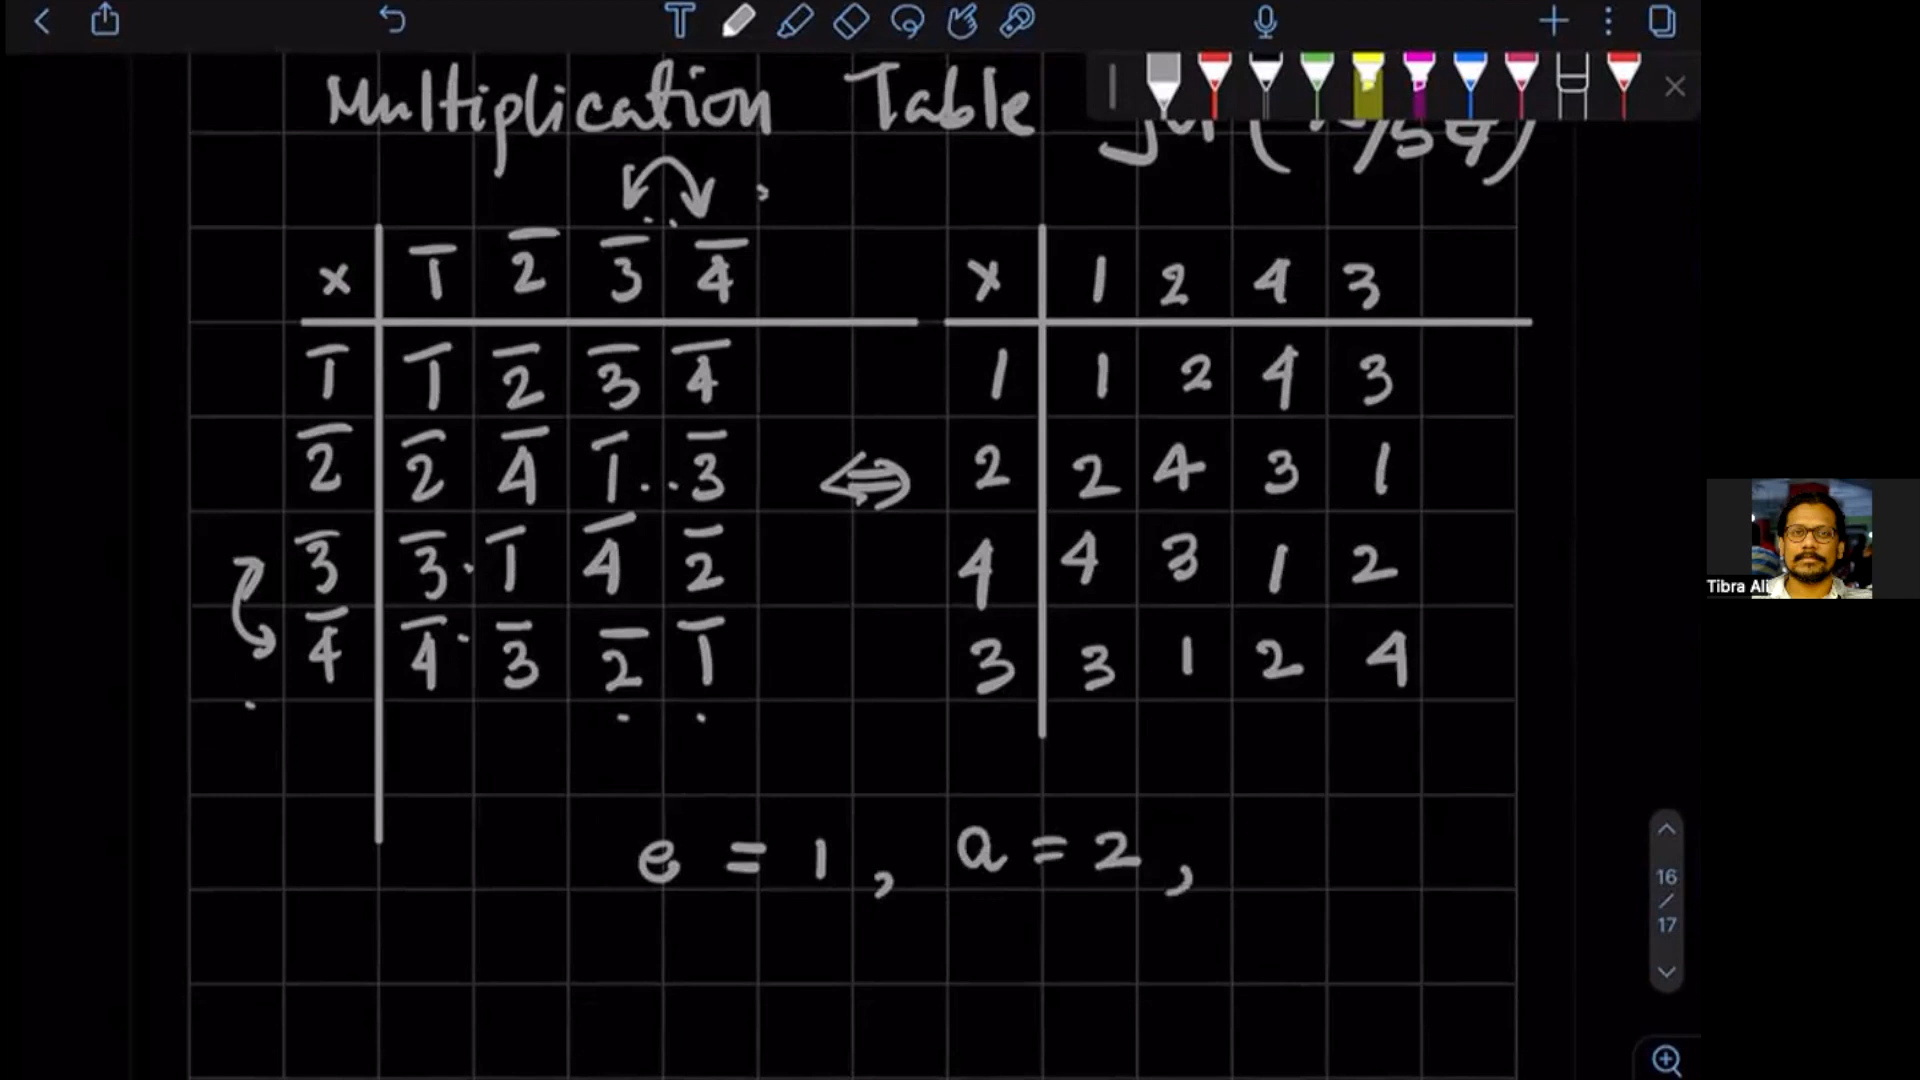 Multiplication Table
× | 1̅ 2̅ 3̅ 4̅
1̅ | 1̅ 2̅ 3̅ 4̅
2̅ | 2̅ 4̅ 1̅ 3̅
3̅ | 3̅ 1̅ 4̅ 2̅
4̅ | 4̅ 3̅ 2̅ 1̅
⇔
× | 1 2 4 3
1 | 1 2 4 3
2 | 2 4 3 1
4 | 4 3 1 2
3 | 3 1 2 4
e = 1 , a = 2 ,
16
/
17
Tibra Ali